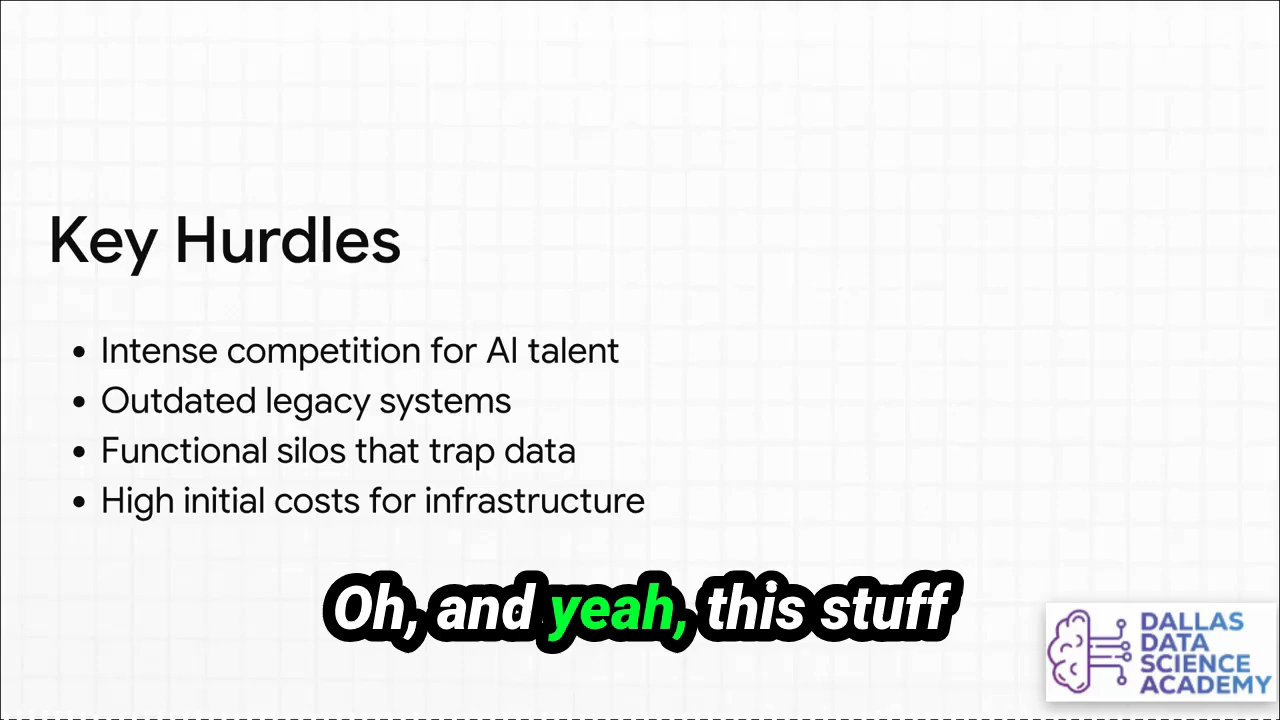 Key Hurdles
• Intense competition for AI talent
• Outdated legacy systems
• Functional silos that trap data
• High initial costs for infrastructure
Oh, and yeah, this stuff
DALLAS
DATA
SCIENCE
ACADEMY